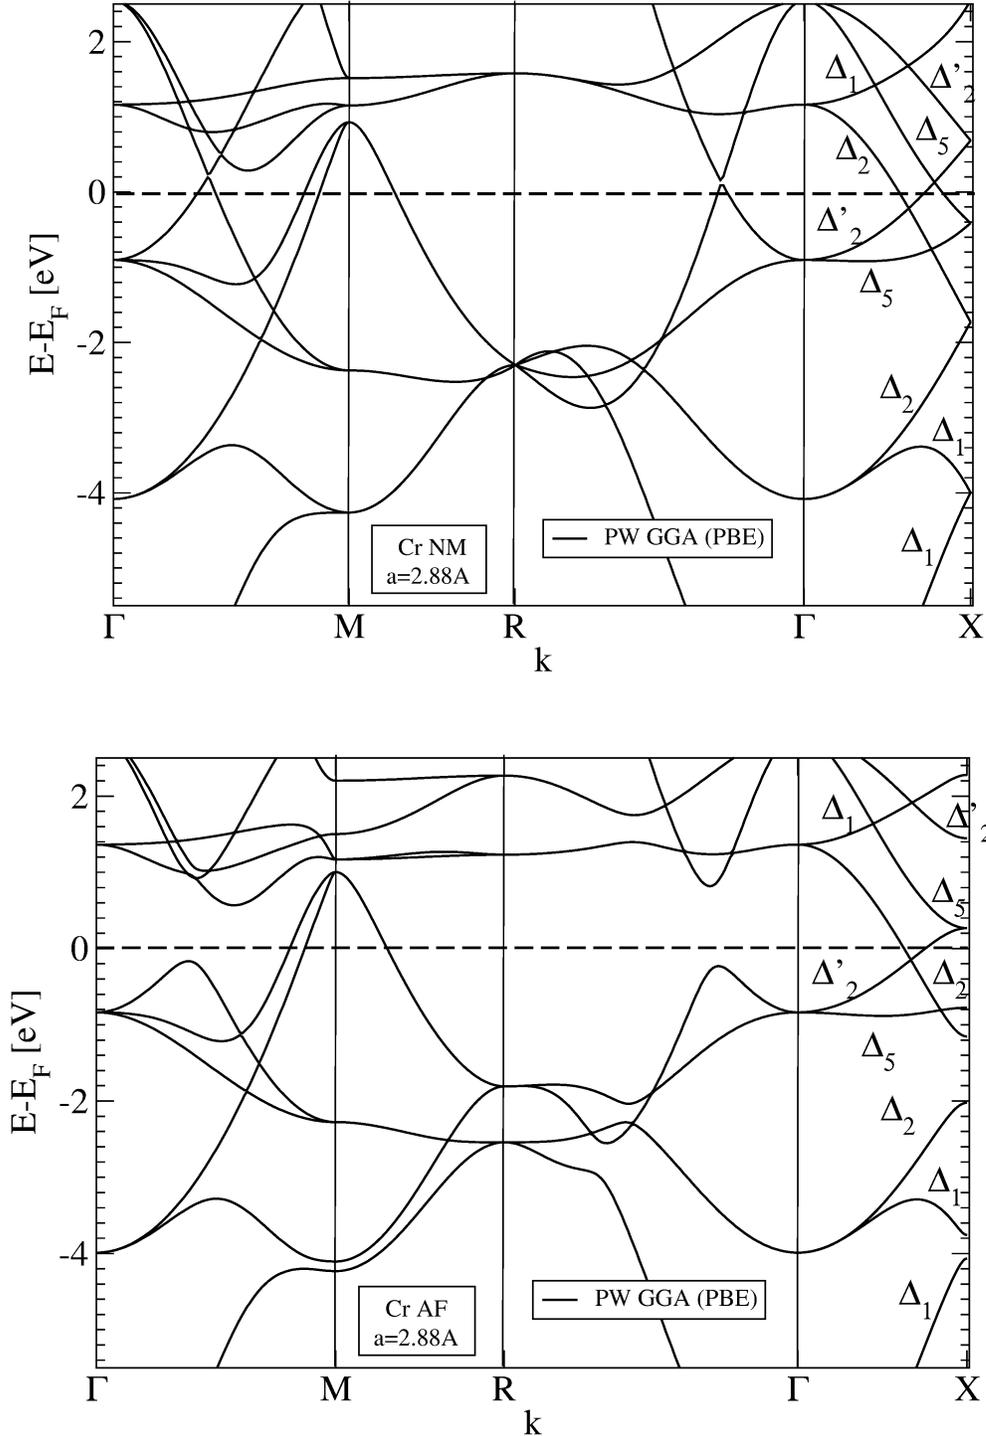 2
0
-2
-4
E-E_F [eV]
Γ M R Γ X
k
Cr NM
a=2.88A
PW GGA (PBE)
Δ_1
Δ'_2
Δ_5
Δ_2
Δ'_2
Δ_5
Δ_2
Δ_1
Δ_1
2
0
-2
-4
E-E_F [eV]
Γ M R Γ X
k
Cr AF
a=2.88A
PW GGA (PBE)
Δ_1
Δ'_2
Δ_5
Δ'_2
Δ_2
Δ_5
Δ_2
Δ_1
Δ_1